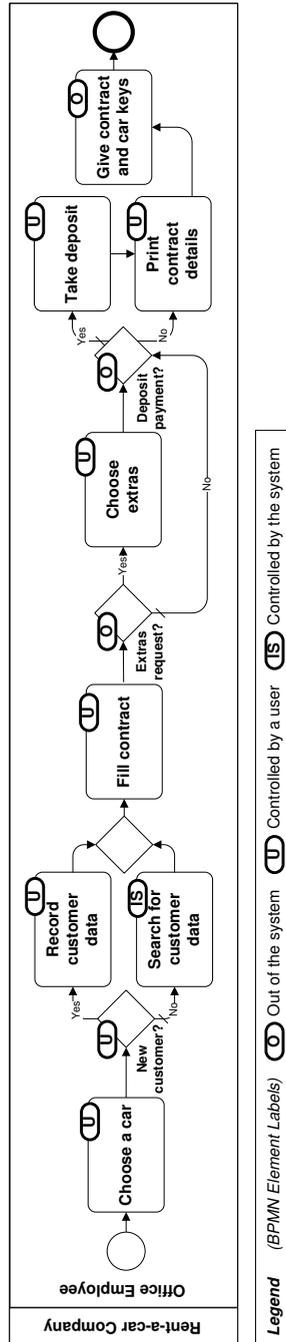 Rent-a-car Company
Office Employee
U
Choose a car
U
New
customer?
Yes
No
U
Record
customer
data
IS
Search for
customer
data
U
Fill contract
O
Extras
request?
Yes
No
U
Choose
extras
O
Deposit
payment?
Yes
No
U
Take deposit
U
Print
contract
details
O
Give contract
and car keys
Legend (BPMN Element Labels) O Out of the system U Controlled by a user IS Controlled by the system